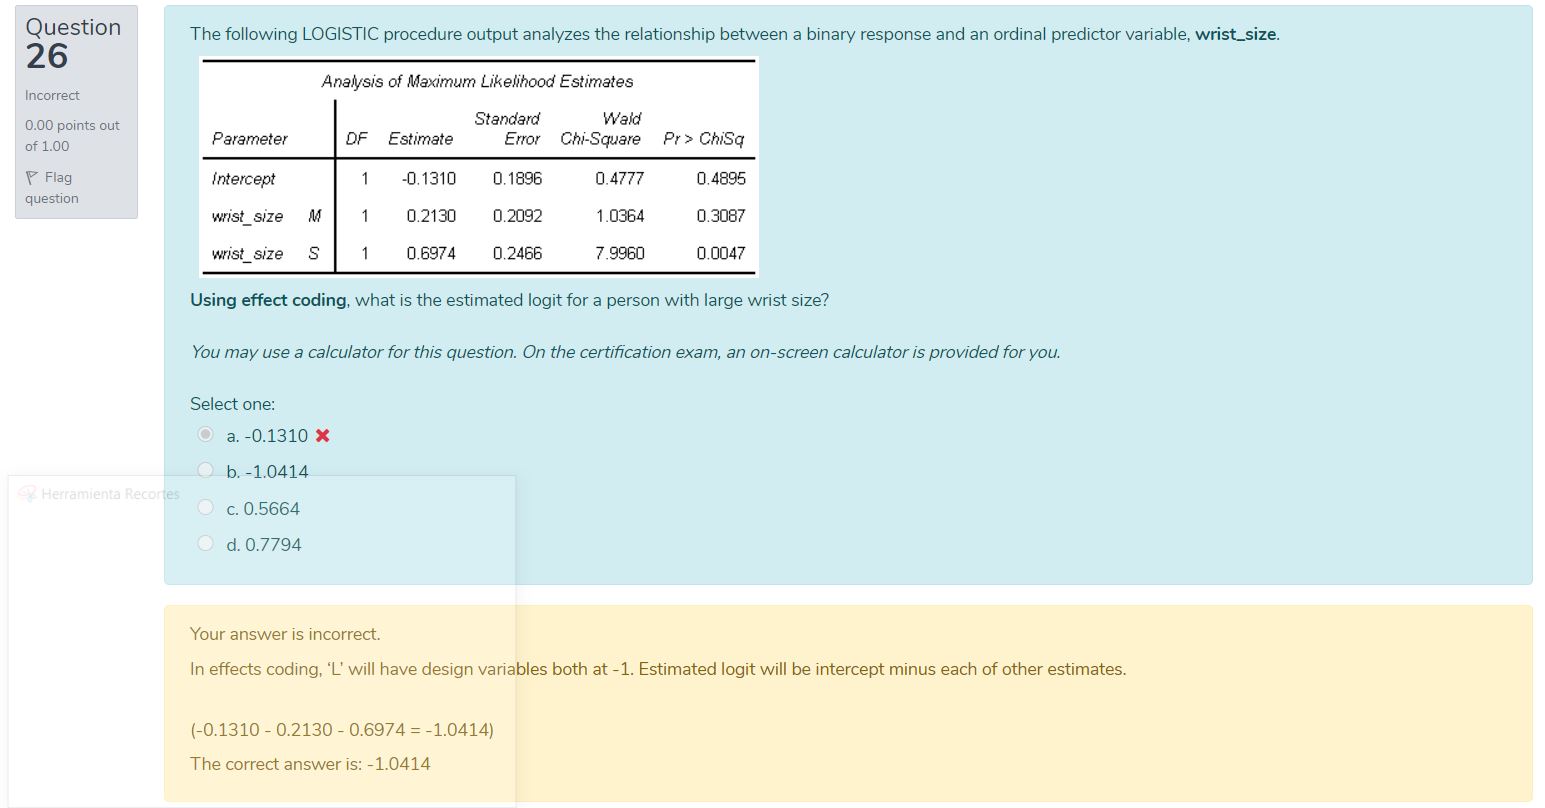 Question
26
Incorrect
0.00 points out
of 1.00
Flag
question
The following LOGISTIC procedure output analyzes the relationship between a binary response and an ordinal predictor variable, wrist_size.
Analysis of Maximum Likelihood Estimates
Standard Wald
Parameter DF Estimate Error Chi-Square Pr > ChiSq
Intercept 1 -0.1310 0.1896 0.4777 0.4895
wrist_size M 1 0.2130 0.2092 1.0364 0.3087
wrist_size S 1 0.6974 0.2466 7.9960 0.0047
Using effect coding, what is the estimated logit for a person with large wrist size?
You may use a calculator for this question. On the certification exam, an on-screen calculator is provided for you.
Select one:
a. -0.1310
b. -1.0414
Herramienta Recortes
c. 0.5664
d. 0.7794
Your answer is incorrect.
In effects coding, ‘L’ will have design variables both at -1. Estimated logit will be intercept minus each of other estimates.
(-0.1310 - 0.2130 - 0.6974 = -1.0414)
The correct answer is: -1.0414